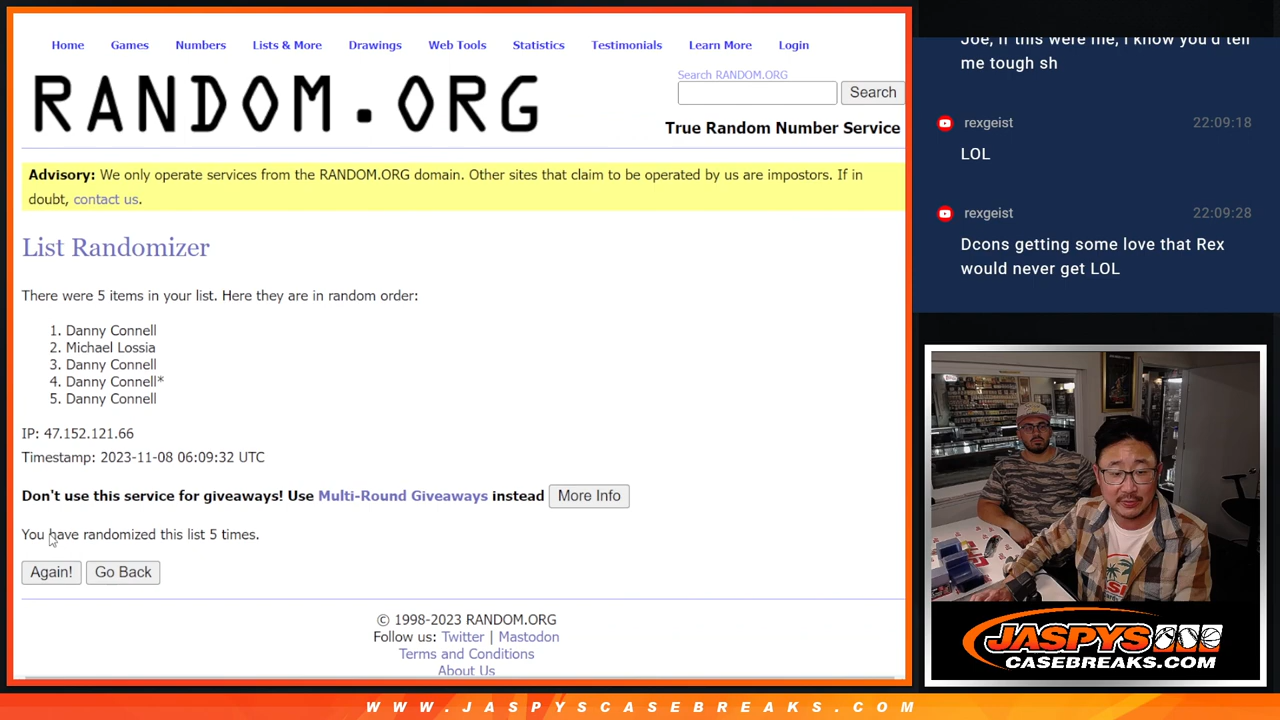 Home Games Numbers Lists & More Drawings Web Tools Statistics Testimonials Learn More Login
RANDOM.ORG
Search RANDOM.ORG
Search
True Random Number Service
Advisory: We only operate services from the RANDOM.ORG domain. Other sites that claim to be operated by us are impostors. If in
doubt, contact us.
List Randomizer
There were 5 items in your list. Here they are in random order:
1. Danny Connell
2. Michael Lossia
3. Danny Connell
4. Danny Connell*
5. Danny Connell
IP: 47.152.121.66
Timestamp: 2023-11-08 06:09:32 UTC
Don't use this service for giveaways! Use Multi-Round Giveaways instead More Info
You have randomized this list 5 times.
Again! Go Back
© 1998-2023 RANDOM.ORG
Follow us: Twitter | Mastodon
Terms and Conditions
About Us
Joe, if this were me, I know you'd tell
me tough sh
rexgeist 22:09:18
LOL
rexgeist 22:09:28
Dcons getting some love that Rex
would never get LOL
JASPYS
CASEBREAKS.COM
WWW.JASPYSCASEBREAKS.COM